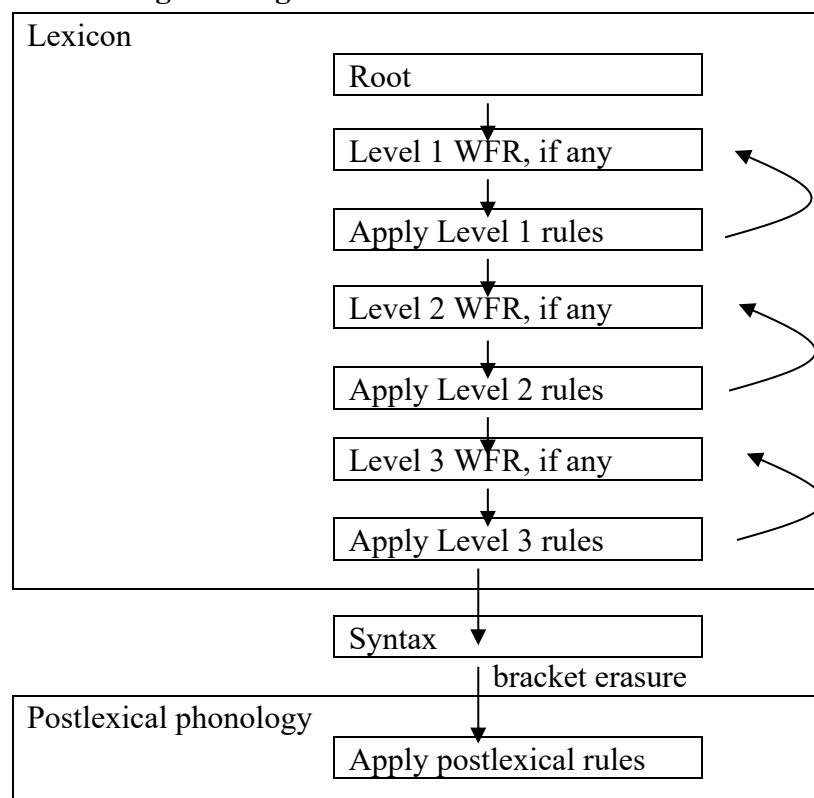 Lexicon
Root
Level 1 WFR, if any
Apply Level 1 rules
Level 2 WFR, if any
Apply Level 2 rules
Level 3 WFR, if any
Apply Level 3 rules
Syntax
bracket erasure
Postlexical phonology
Apply postlexical rules